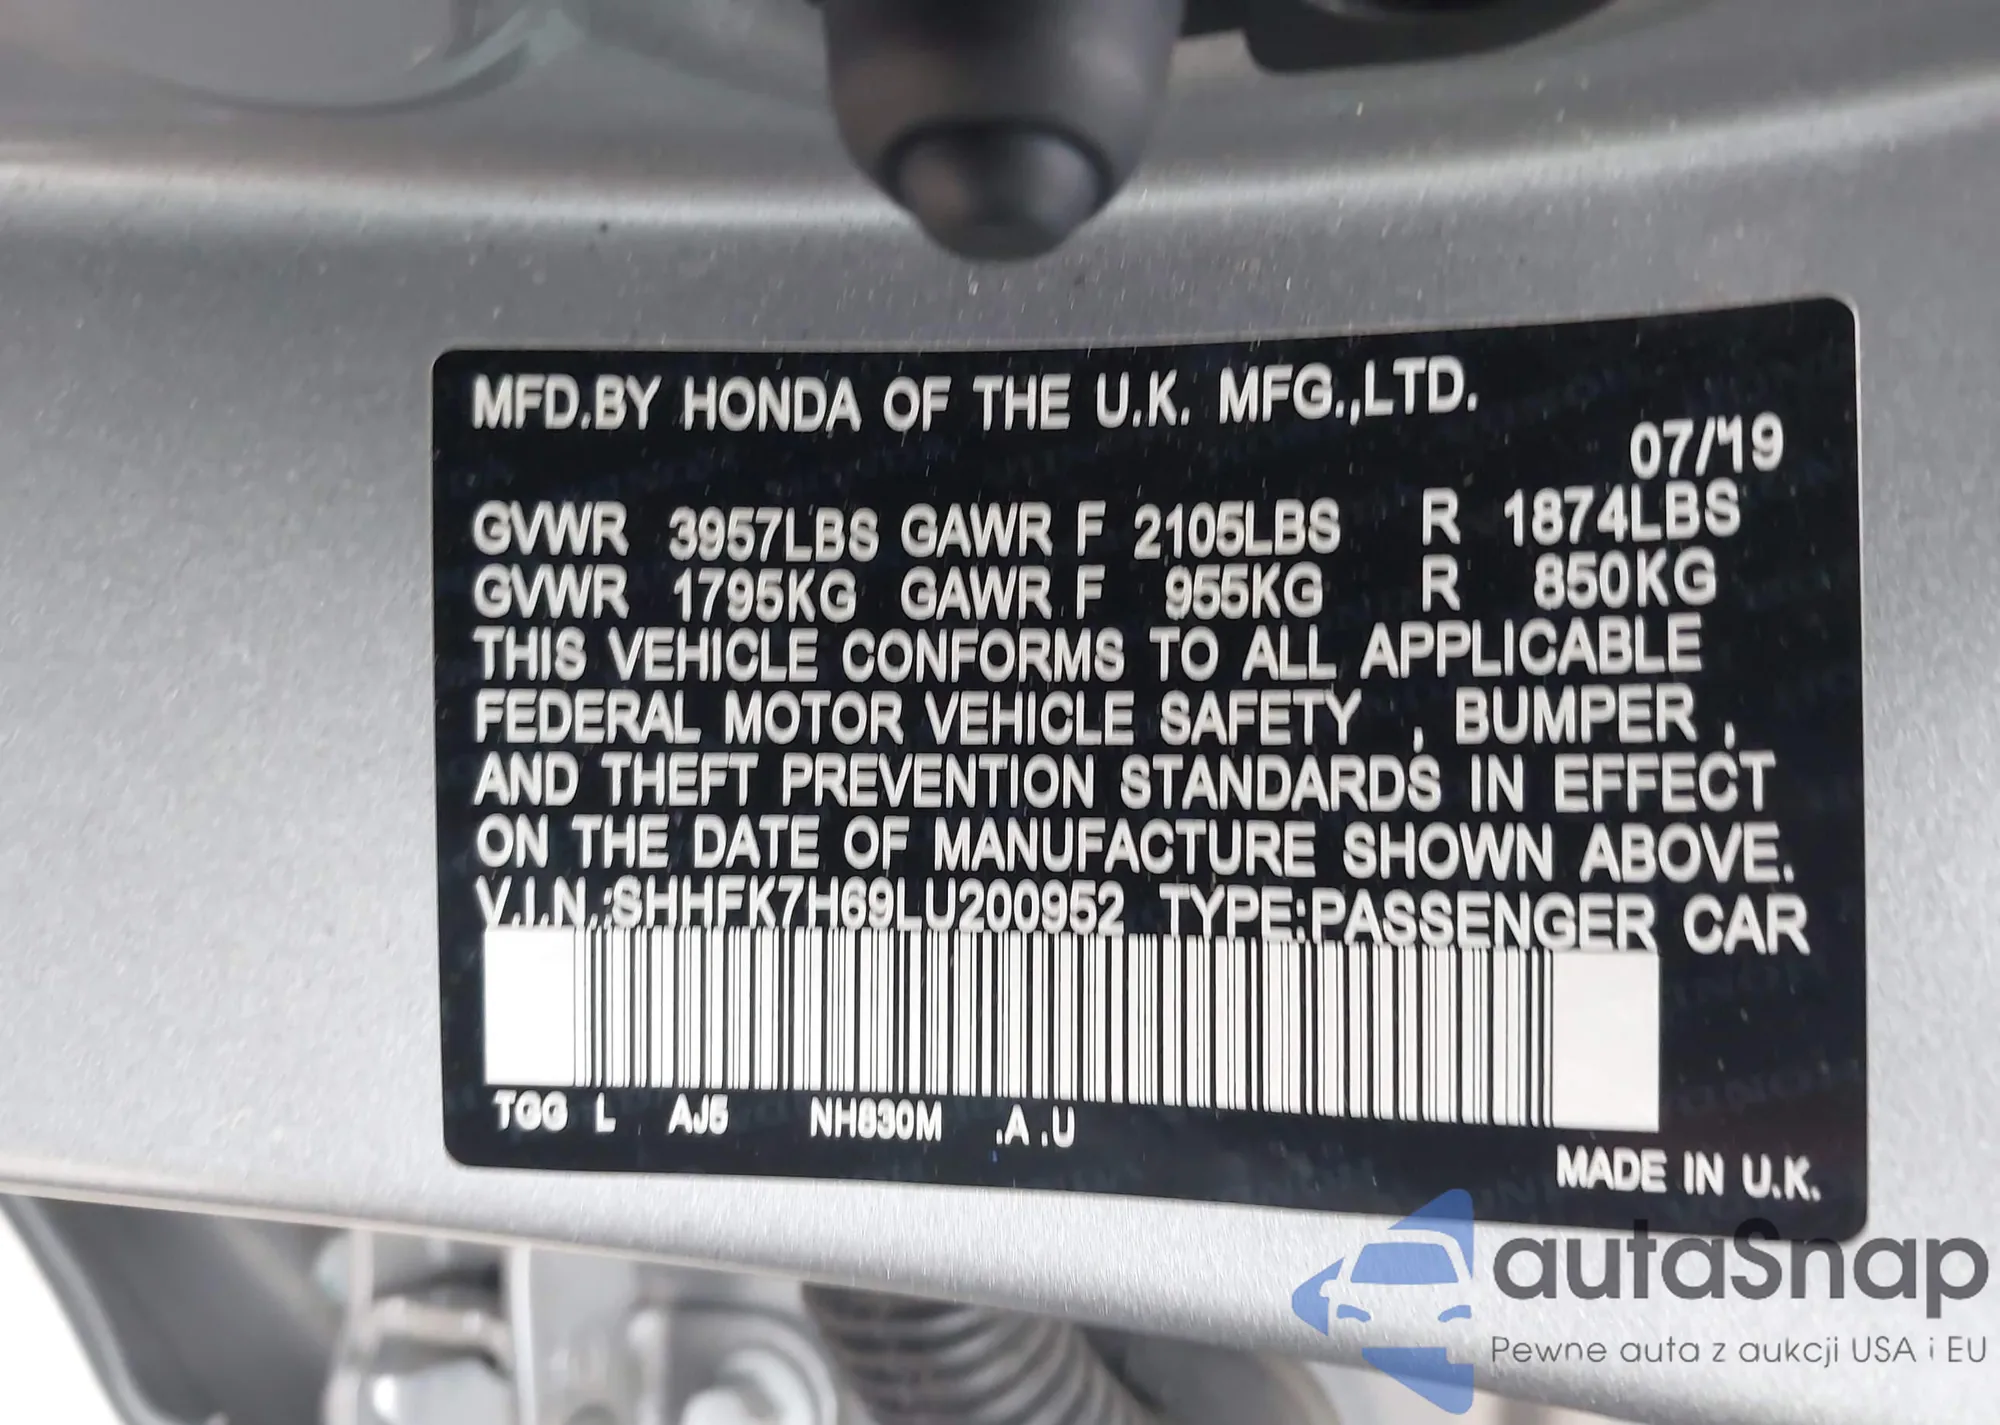 MFD.BY HONDA OF THE U.K. MFG.,LTD.
07/'19
GVWR 3957LBS GAWR F 2105LBS R 1874LBS
GVWR 1795KG GAWR F 955KG R 850KG
THIS VEHICLE CONFORMS TO ALL APPLICABLE
FEDERAL MOTOR VEHICLE SAFETY , BUMPER ,
AND THEFT PREVENTION STANDARDS IN EFFECT
ON THE DATE OF MANUFACTURE SHOWN ABOVE.
V.I.N.:SHHFK7H69LU200952 TYPE:PASSENGER CAR
TGG L AJ5 NH830M .A .U
MADE IN U.K.
autaSnap
Pewne auta z aukcji USA i EU